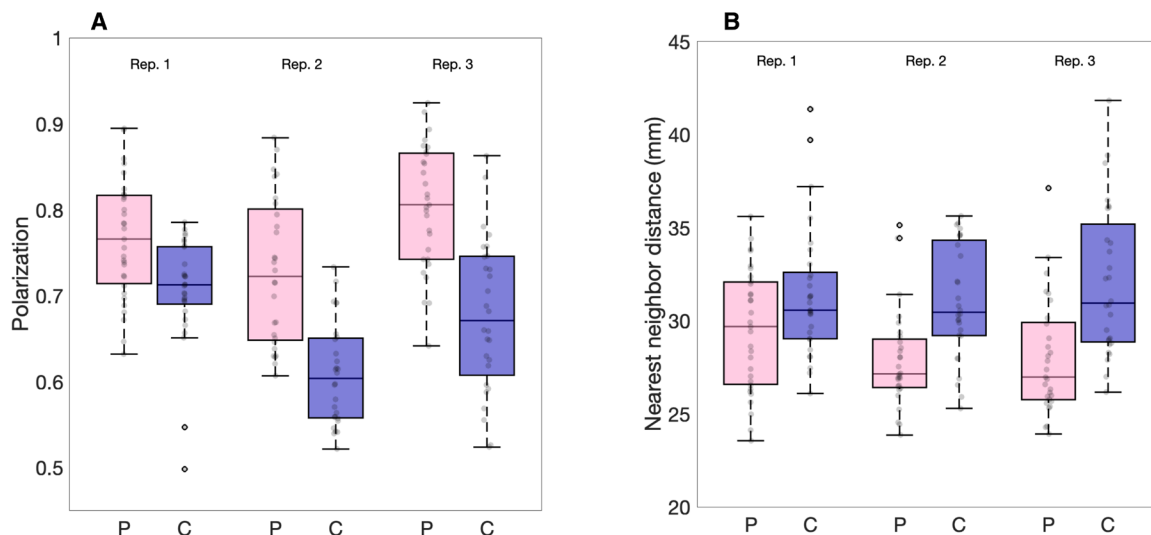 A
Polarization
1
0.9
0.8
0.7
0.6
0.5
Rep. 1 Rep. 2 Rep. 3
P C P C P C
B
Nearest neighbor distance (mm)
45
40
35
30
25
20
Rep. 1 Rep. 2 Rep. 3
P C P C P C